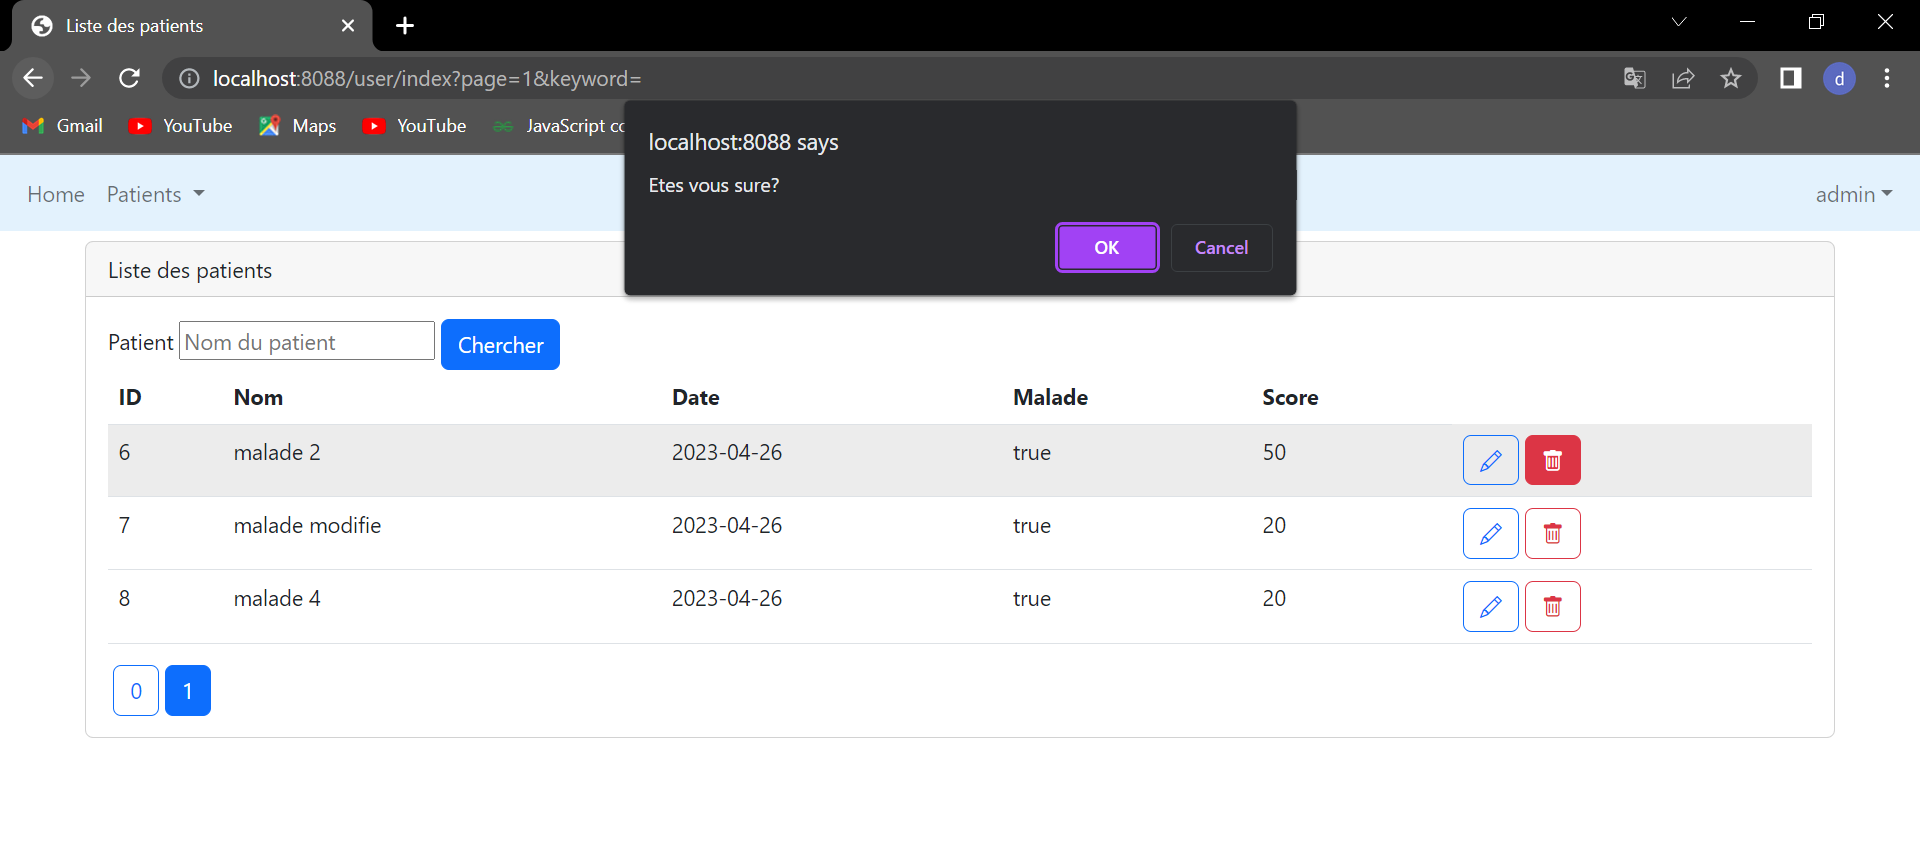 Liste des patients
localhost:8088/user/index?page=1&keyword=
d
Gmail YouTube Maps YouTube JavaScript
localhost:8088 says
Etes vous sure?
OK Cancel
Home Patients admin
Liste des patients
Patient Nom du patient Chercher
ID Nom Date Malade Score
6 malade 2 2023-04-26 true 50
7 malade modifie 2023-04-26 true 20
8 malade 4 2023-04-26 true 20
0 1